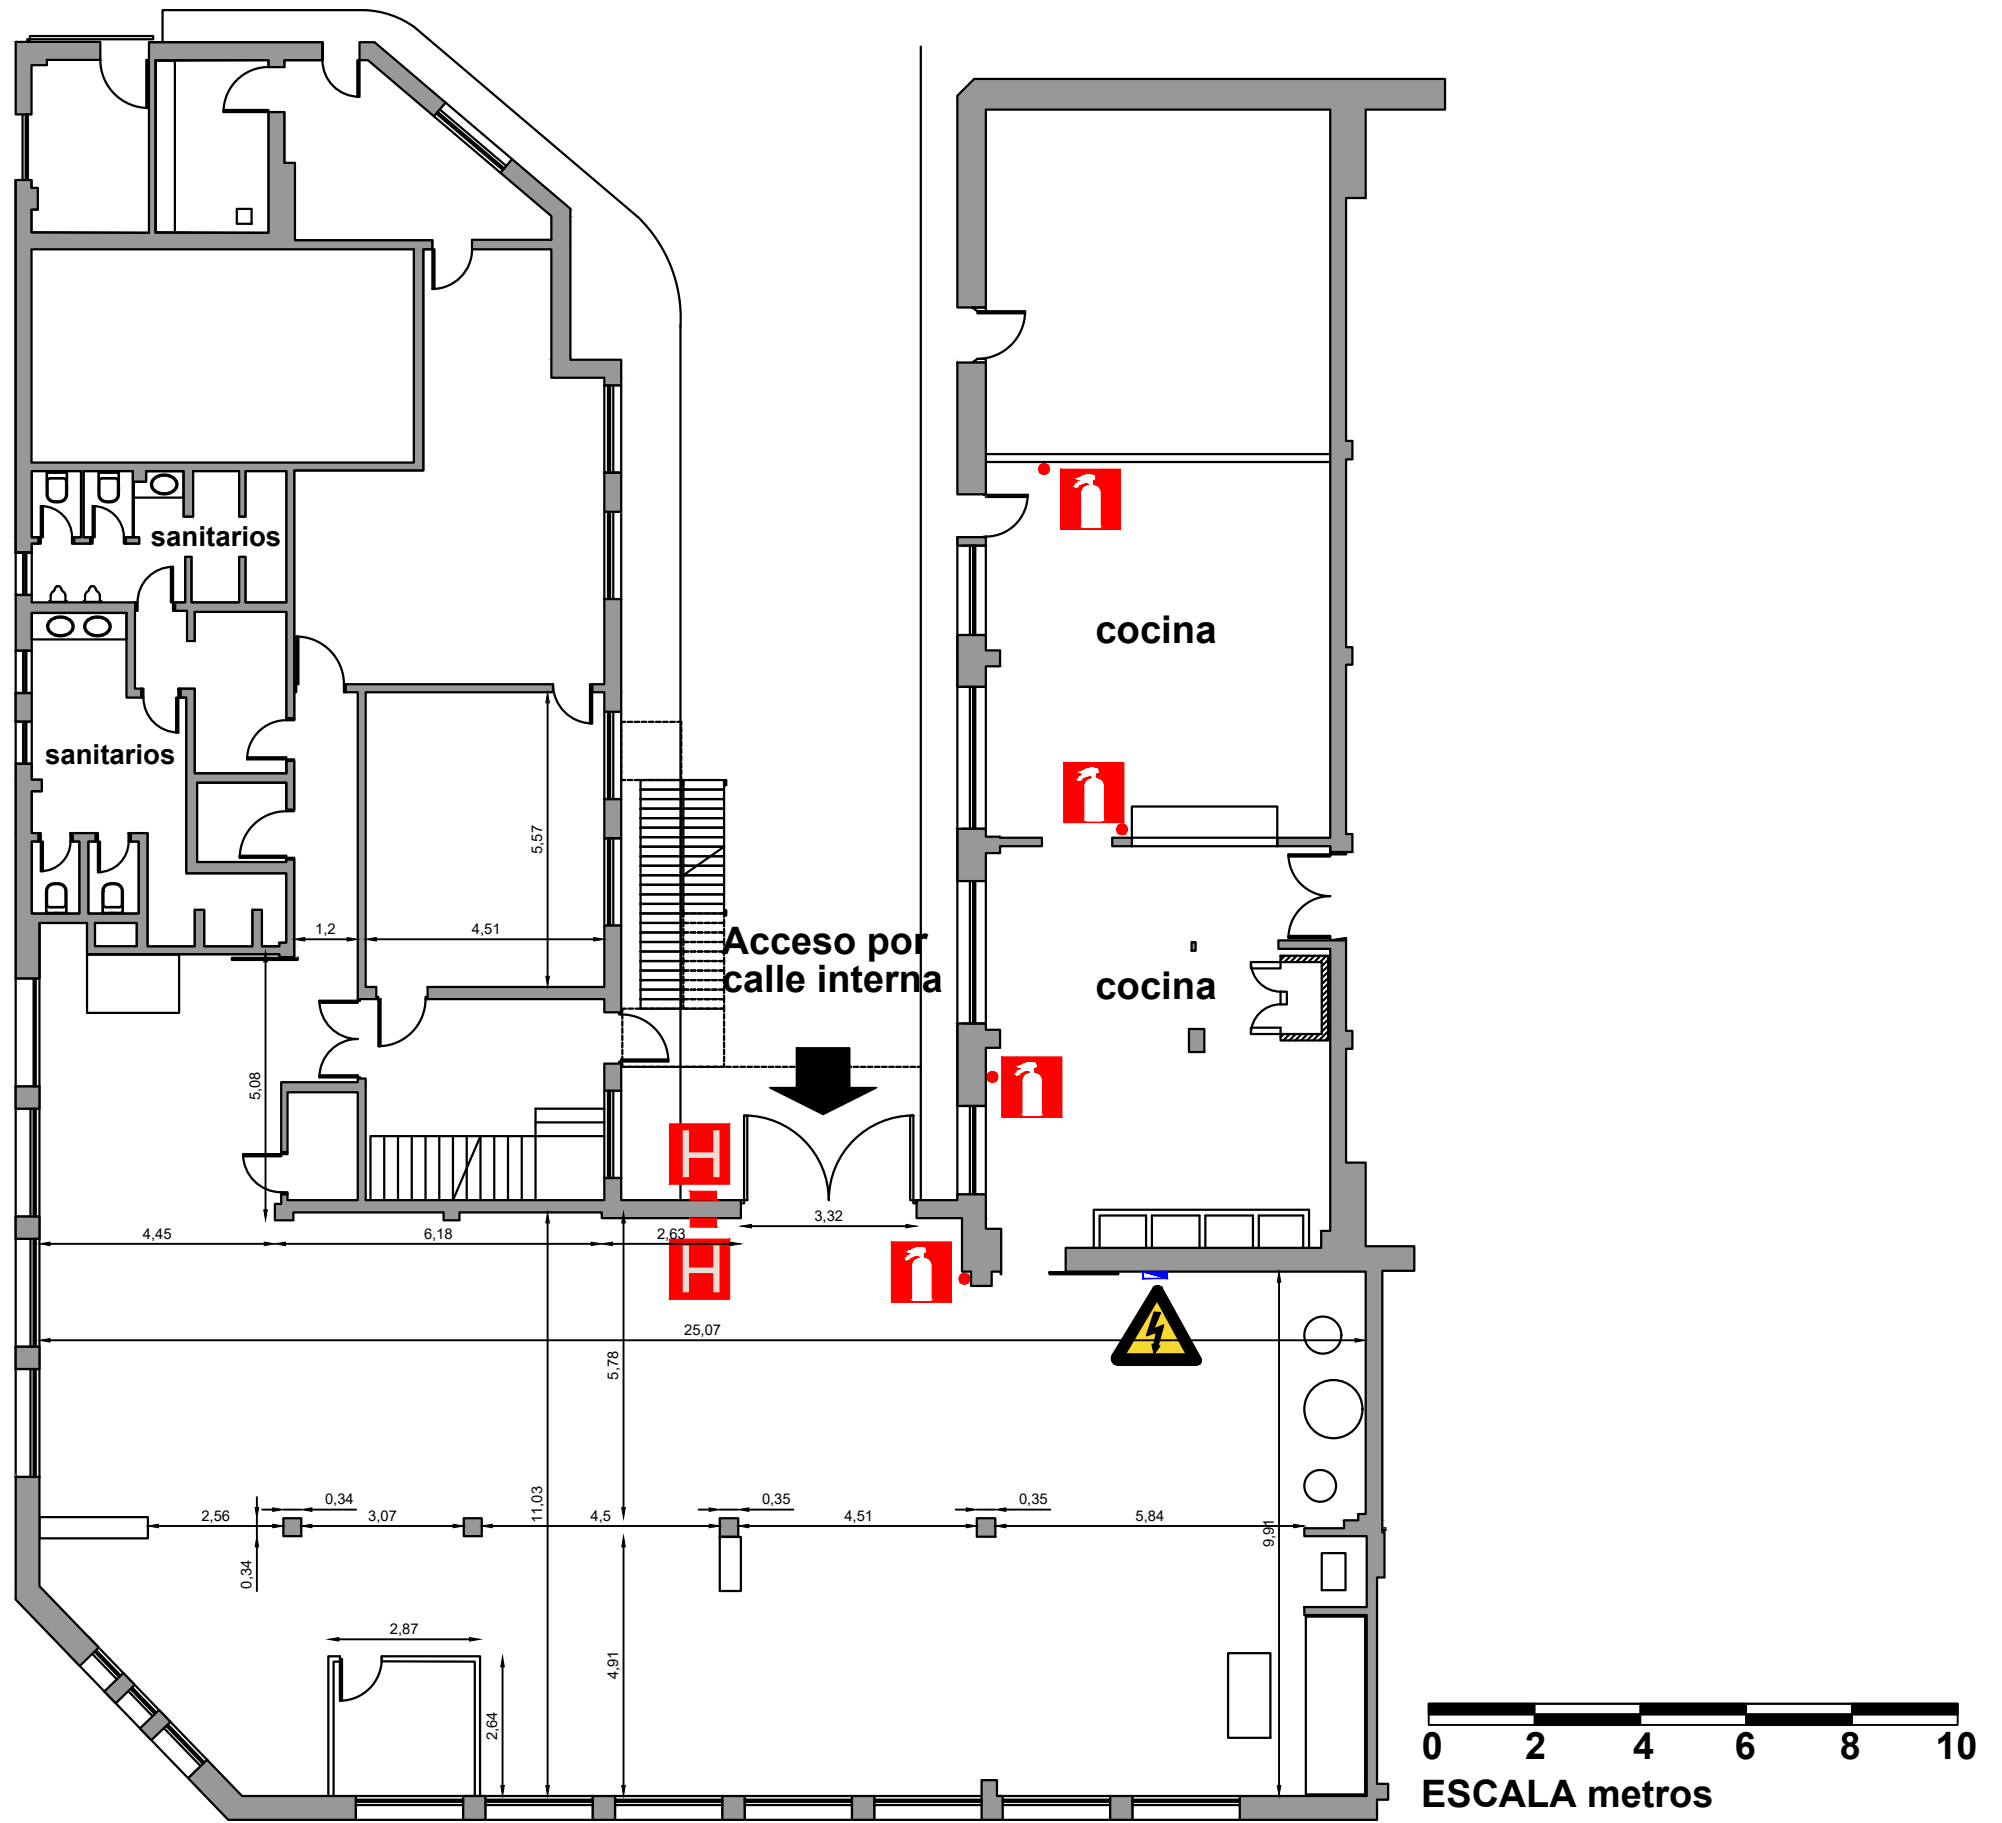 sanitarios
cocina
sanitarios
5,57
1,2
4,51
Acceso por
calle interna
cocina
5,08
H
3,32
4,45
6,18
2,63
H
25,07
5,78
11,03
0,34
0,35
0,35
2,56
3,07
4,5
4,51
5,84
9,91
0,34
2,87
4,91
2,64
0 2 4 6 8 10
ESCALA metros